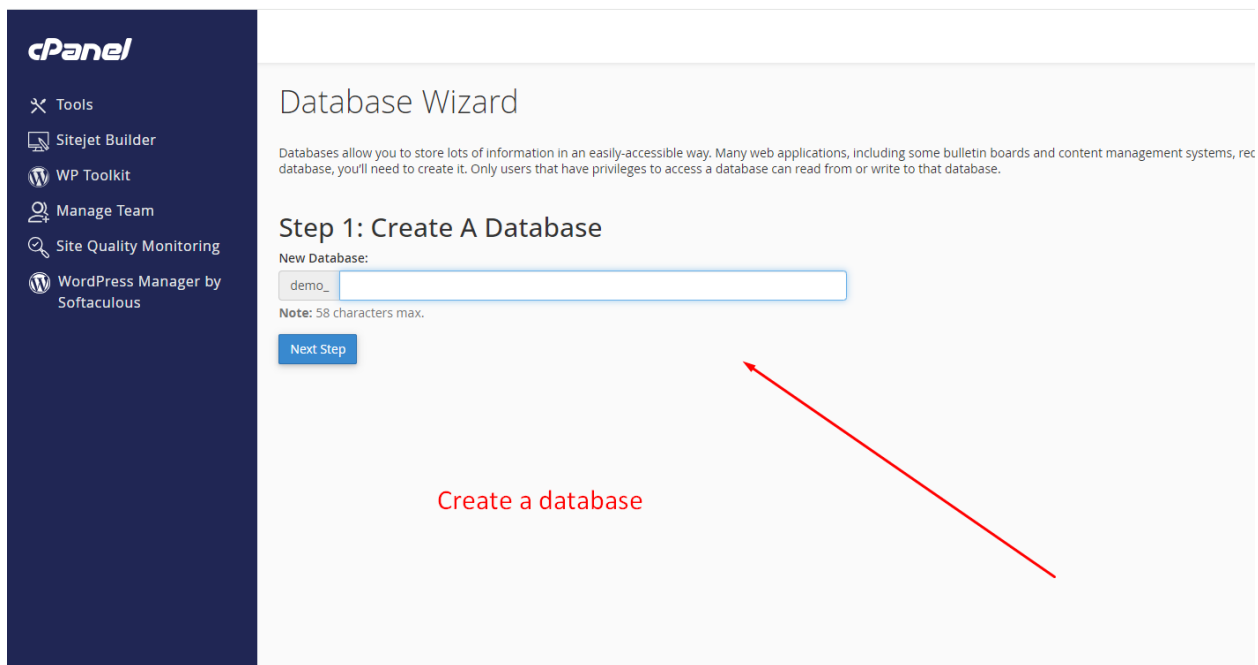 cPanel
Tools
Sitejet Builder
WP Toolkit
Manage Team
Site Quality Monitoring
WordPress Manager by
Softaculous
Database Wizard
Databases allow you to store lots of information in an easily-accessible way. Many web applications, including some bulletin boards and content management systems,
database, you'll need to create it. Only users that have privileges to access a database can read from or write to that database.
Step 1: Create A Database
New Database:
demo_
Note: 58 characters max.
Next Step
Create a database